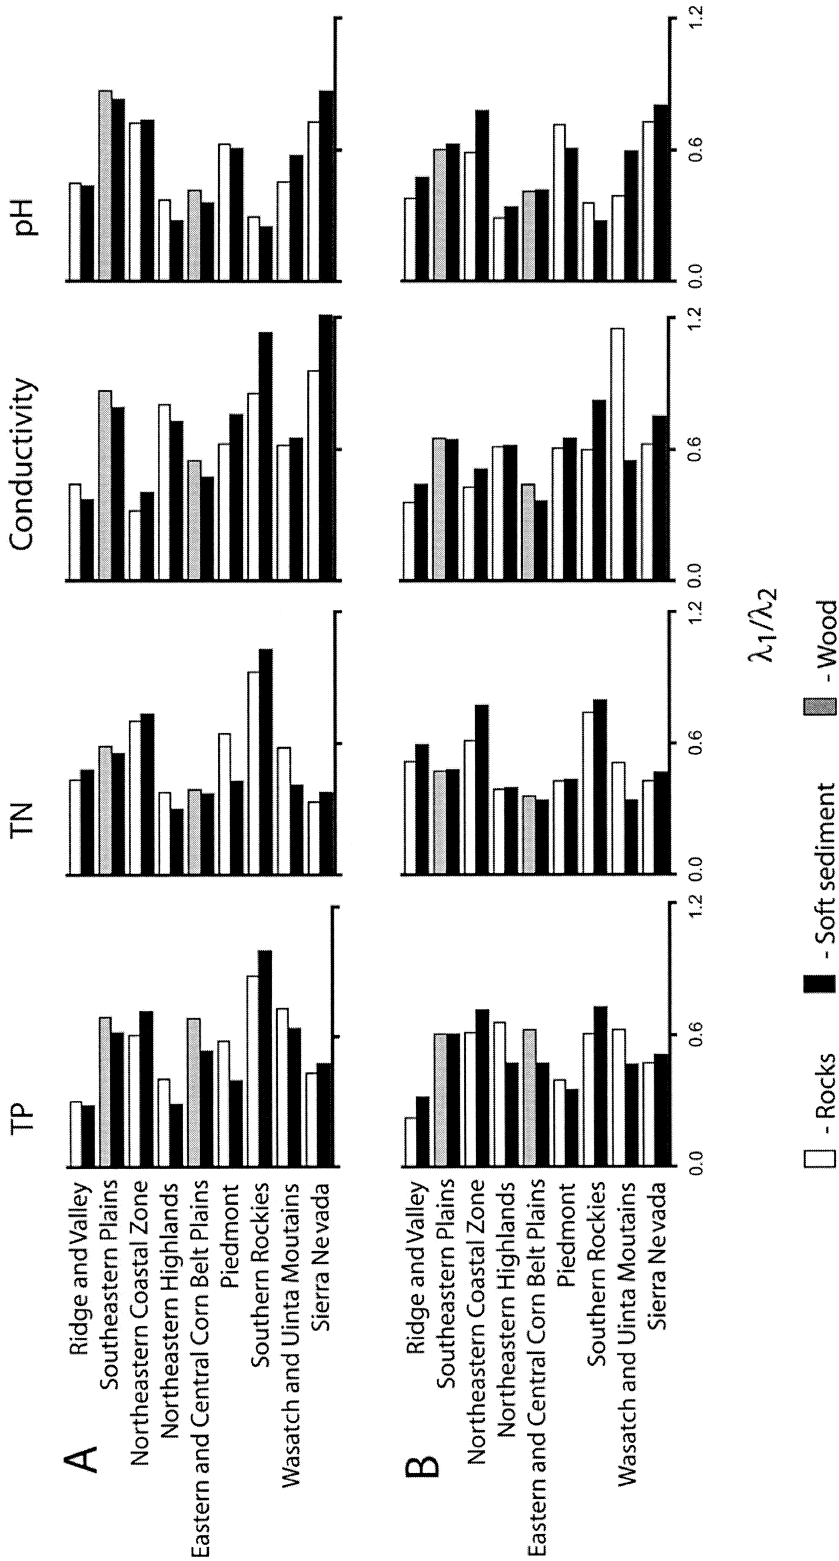 TP
TN
Conductivity
pH
A
Ridge and Valley
Southeastern Plains
Northeastern Coastal Zone
Northeastern Highlands
Eastern and Central Corn Belt Plains
Piedmont
Southern Rockies
Wasatch and Uinta Moutains
Sierra Nevada
B
Ridge and Valley
Southeastern Plains
Northeastern Coastal Zone
Northeastern Highlands
Eastern and Central Corn Belt Plains
Piedmont
Southern Rockies
Wasatch and Uinta Moutains
Sierra Nevada
0.0 0.6 1.2 0.0 0.6 1.2 0.0 0.6 1.2 0.0 0.6 1.2
λ1/λ2
- Rocks - Soft sediment - Wood